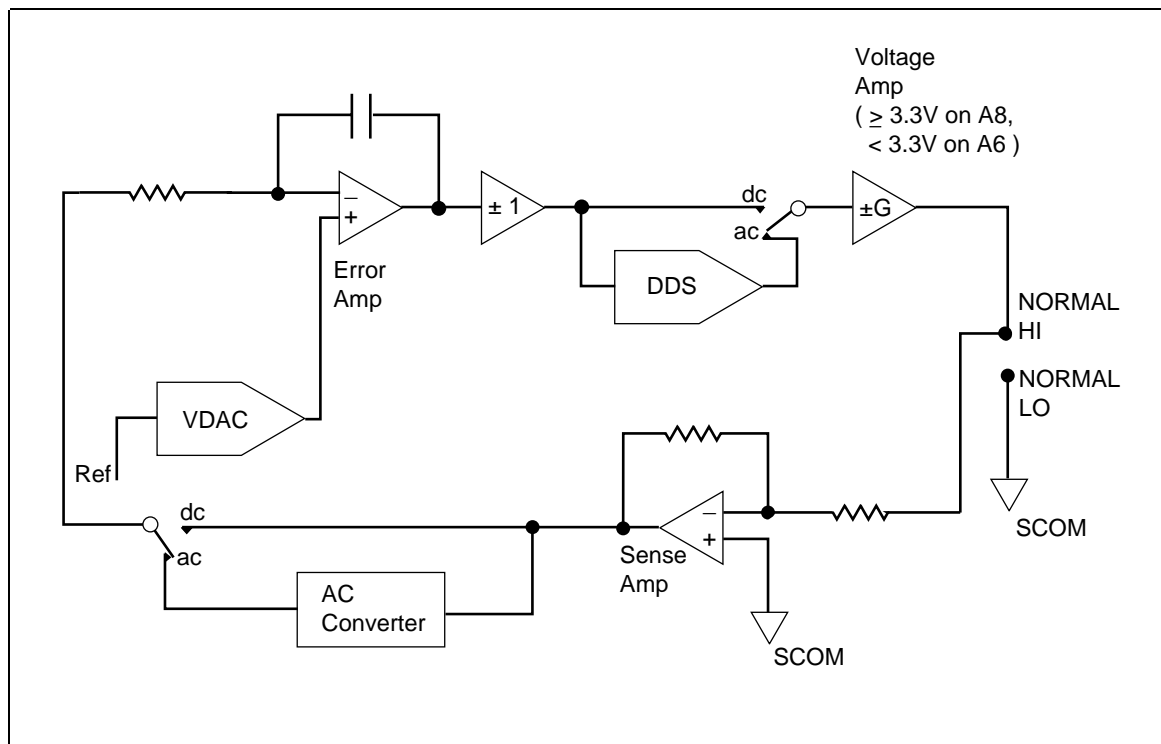 Voltage
Amp
( ≥ 3.3V on A8,
< 3.3V on A6 )
−
+
Error
Amp
± 1
dc
ac
±G
DDS
NORMAL
HI
NORMAL
LO
VDAC
Ref
SCOM
dc
ac
−
+
Sense
Amp
AC
Converter
SCOM